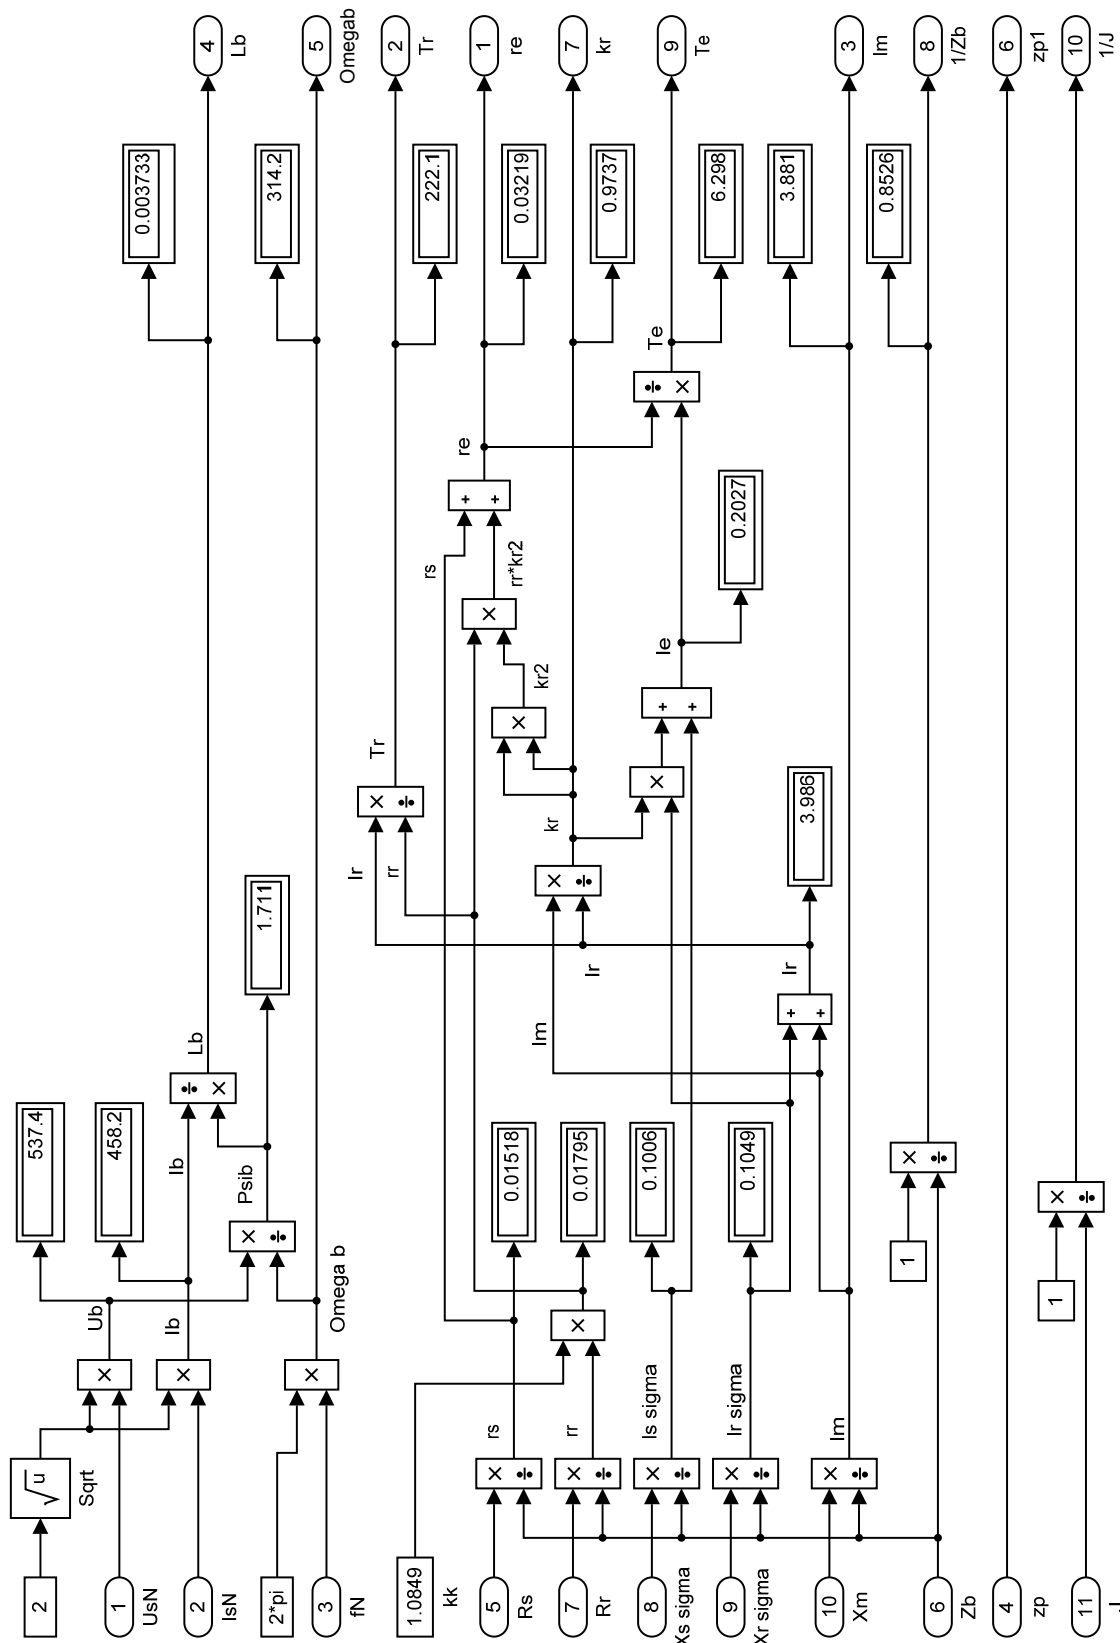 2
Sqrt
√u
537.4
1
UsN
Ub
458.2
0.003733
4
Lb
2
IsN
Ib
Ib
Lb
2*pi
Psib
1.711
314.2
5
Omegab
3
fN
Omega b
lr
rr
Tr
222.1
2
Tr
1.0849
kk
rs
re
0.03219
1
re
5
Rs
rs
0.01518
kr2
rr*kr2
7
Rr
rr
0.01795
lm
lr
kr
0.9737
7
kr
8
Xs sigma
ls sigma
0.1006
le
0.2027
Te
6.298
9
Te
9
Xr sigma
lr sigma
0.1049
lr
3.986
3.881
10
Xm
lm
3
lm
6
Zb
1
0.8526
8
1/Zb
4
zp
6
zp1
11
J
1
10
1/J